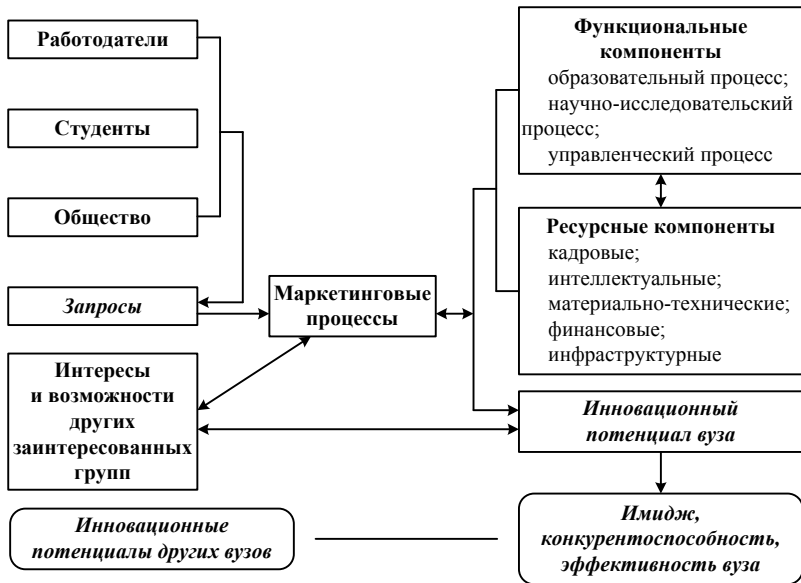 Работодатели
Студенты
Общество
Запросы
Интересы
и возможности
других
заинтересованных
групп
Инновационные
потенциалы других вузов
Маркетинговые
процессы
Функциональные
компоненты
образовательный процесс;
научно-исследовательский
процесс;
управленческий процесс
Ресурсные компоненты
кадровые;
интеллектуальные;
материально-технические;
финансовые;
инфраструктурные
Инновационный
потенциал вуза
Имидж,
конкурентоспособность,
эффективность вуза